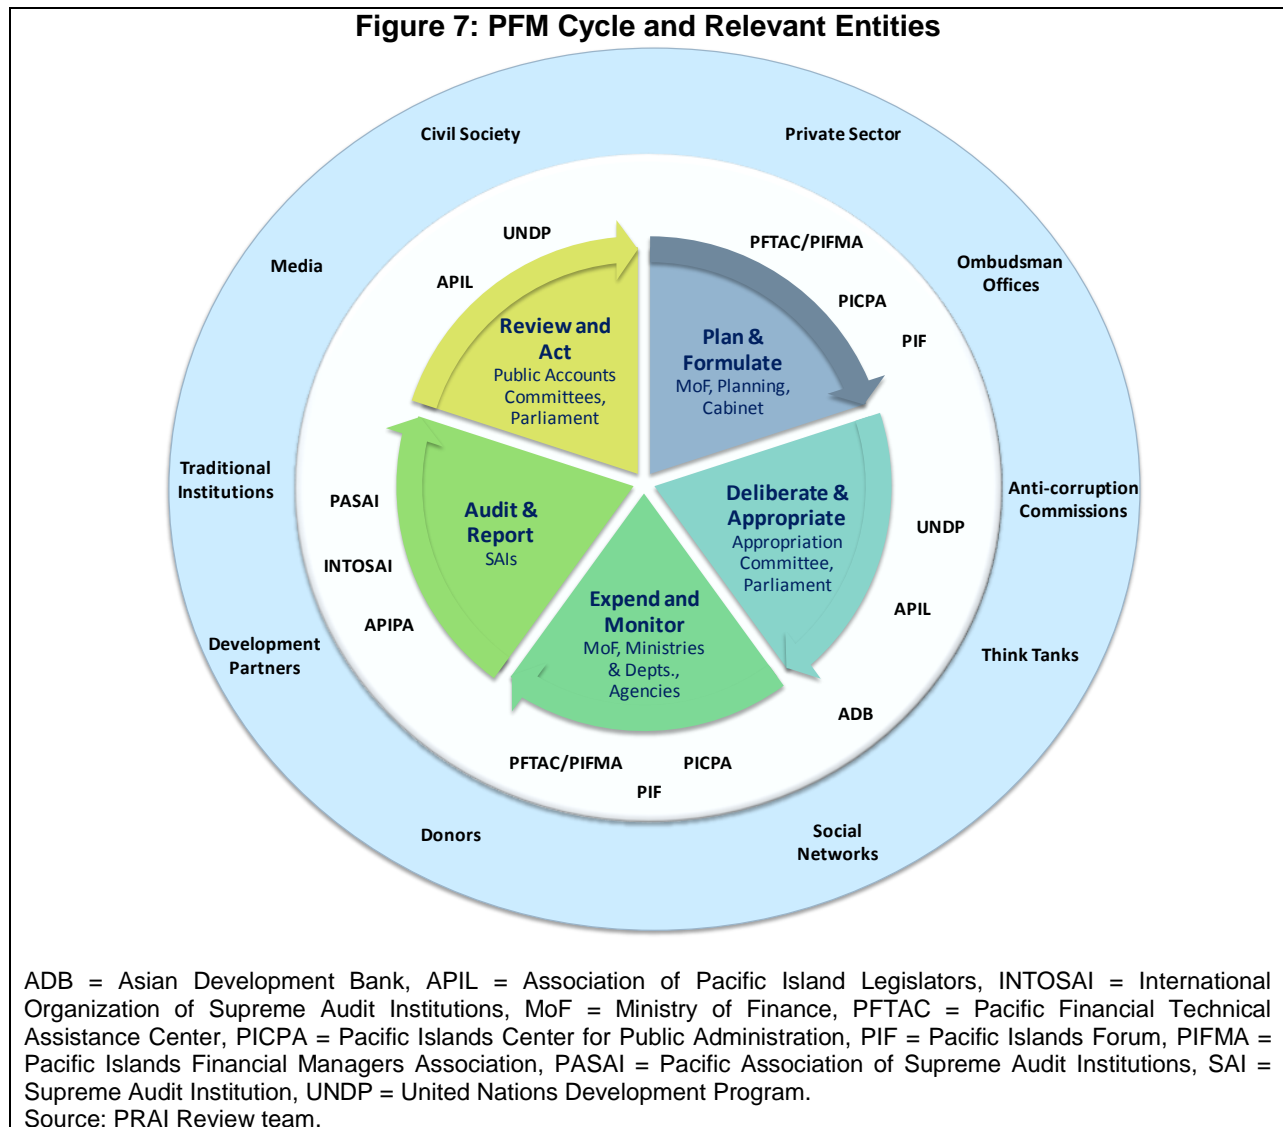 Figure 7: PFM Cycle and Relevant Entities
Civil Society
Private Sector
Media
Ombudsman
Offices
Traditional
Institutions
Anti-corruption
Commissions
Development
Partners
Think Tanks
Donors
Social
Networks
UNDP
APIL
PFTAC/PIFMA
PICPA
PIF
PASAI
INTOSAI
APIPA
UNDP
APIL
ADB
PFTAC/PIFMA
PICPA
PIF
Review and
Act
Public Accounts
Committees,
Parliament
Plan &
Formulate
MoF, Planning,
Cabinet
Audit &
Report
SAIs
Deliberate &
Appropriate
Appropriation
Committee,
Parliament
Expend and
Monitor
MoF, Ministries
& Depts.,
Agencies
ADB = Asian Development Bank, APIL = Association of Pacific Island Legislators, INTOSAI = International
Organization of Supreme Audit Institutions, MoF = Ministry of Finance, PFTAC = Pacific Financial Technical
Assistance Center, PICPA = Pacific Islands Center for Public Administration, PIF = Pacific Islands Forum, PIFMA =
Pacific Islands Financial Managers Association, PASAI = Pacific Association of Supreme Audit Institutions, SAI =
Supreme Audit Institution, UNDP = United Nations Development Program.
Source: PRAI Review team.